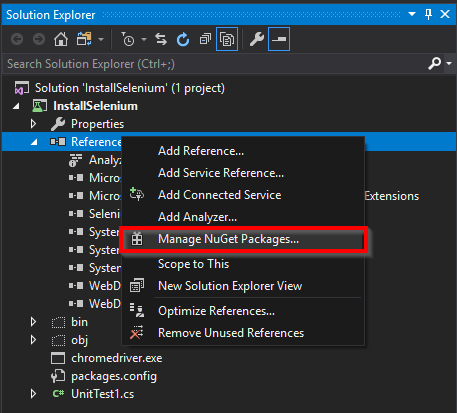 Solution Explorer
Search Solution Explorer (Ctrl+;)
Solution 'InstallSelenium' (1 project)
InstallSelenium
Properties
Reference
Analyz
Micros
Micros
Extensions
Seleni
System
System
System
WebD
WebD
bin
obj
chromedriver.exe
packages.config
C# UnitTest1.cs
Add Reference...
Add Service Reference...
Add Connected Service
Add Analyzer...
Manage NuGet Packages...
Scope to This
New Solution Explorer View
Optimize References...
Remove Unused References